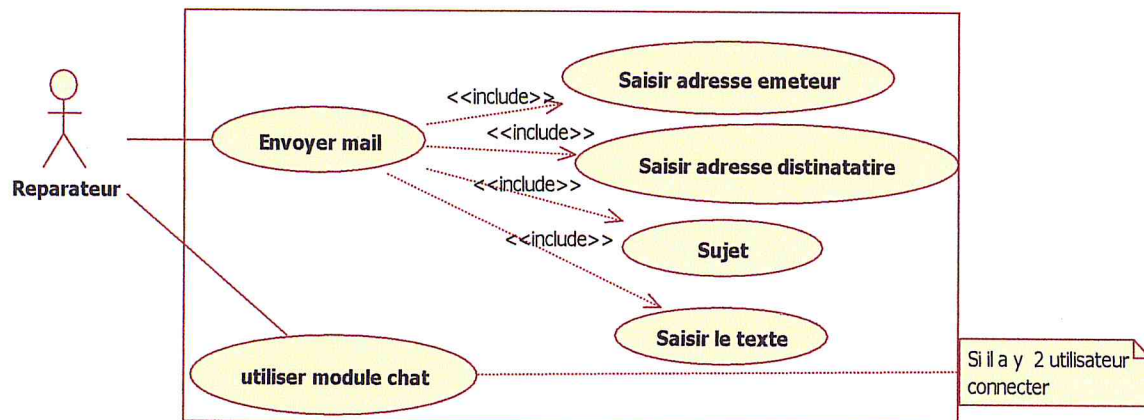 Saisir adresse emeteur
<<include>>
Envoyer mail
<<include>>
Saisir adresse distinatatire
Reparateur
<<include>>
<<include>>
Sujet
Saisir le texte
utiliser module chat
Si il a y 2 utilisateur
connecter